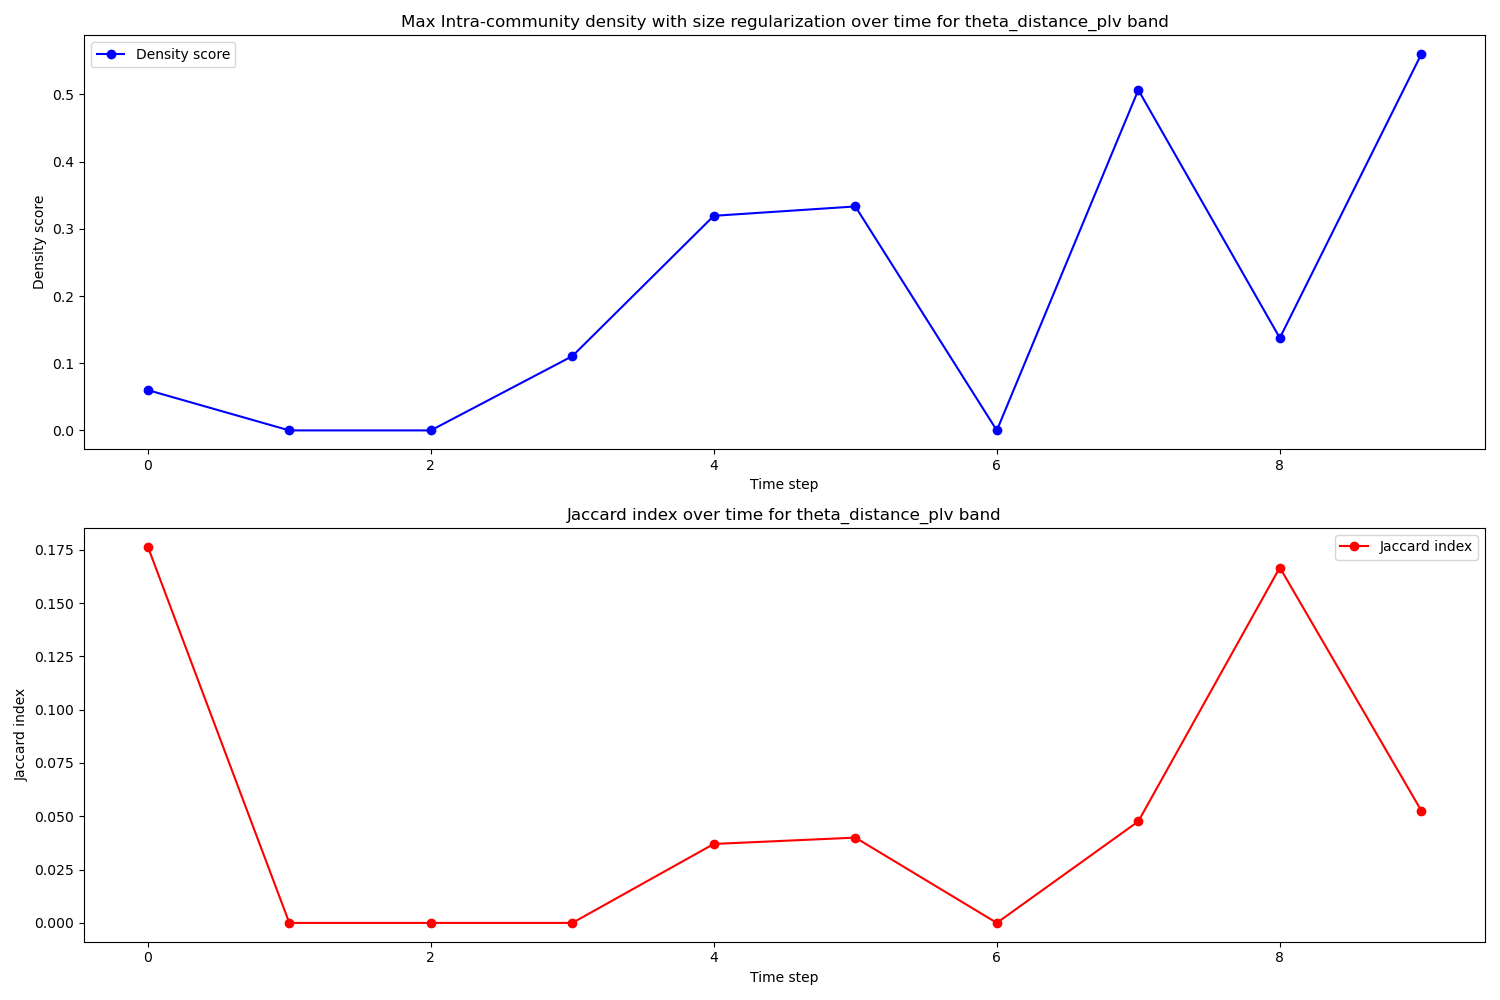 Max Intra-community density with size regularization over time for theta_distance_plv band
Density score
Density score
0.5
0.4
0.3
0.2
0.1
0.0
0 2 4 6 8
Time step
Jaccard index over time for theta_distance_plv band
Jaccard index
Jaccard index
0.175
0.150
0.125
0.100
0.075
0.050
0.025
0.000
0 2 4 6 8
Time step